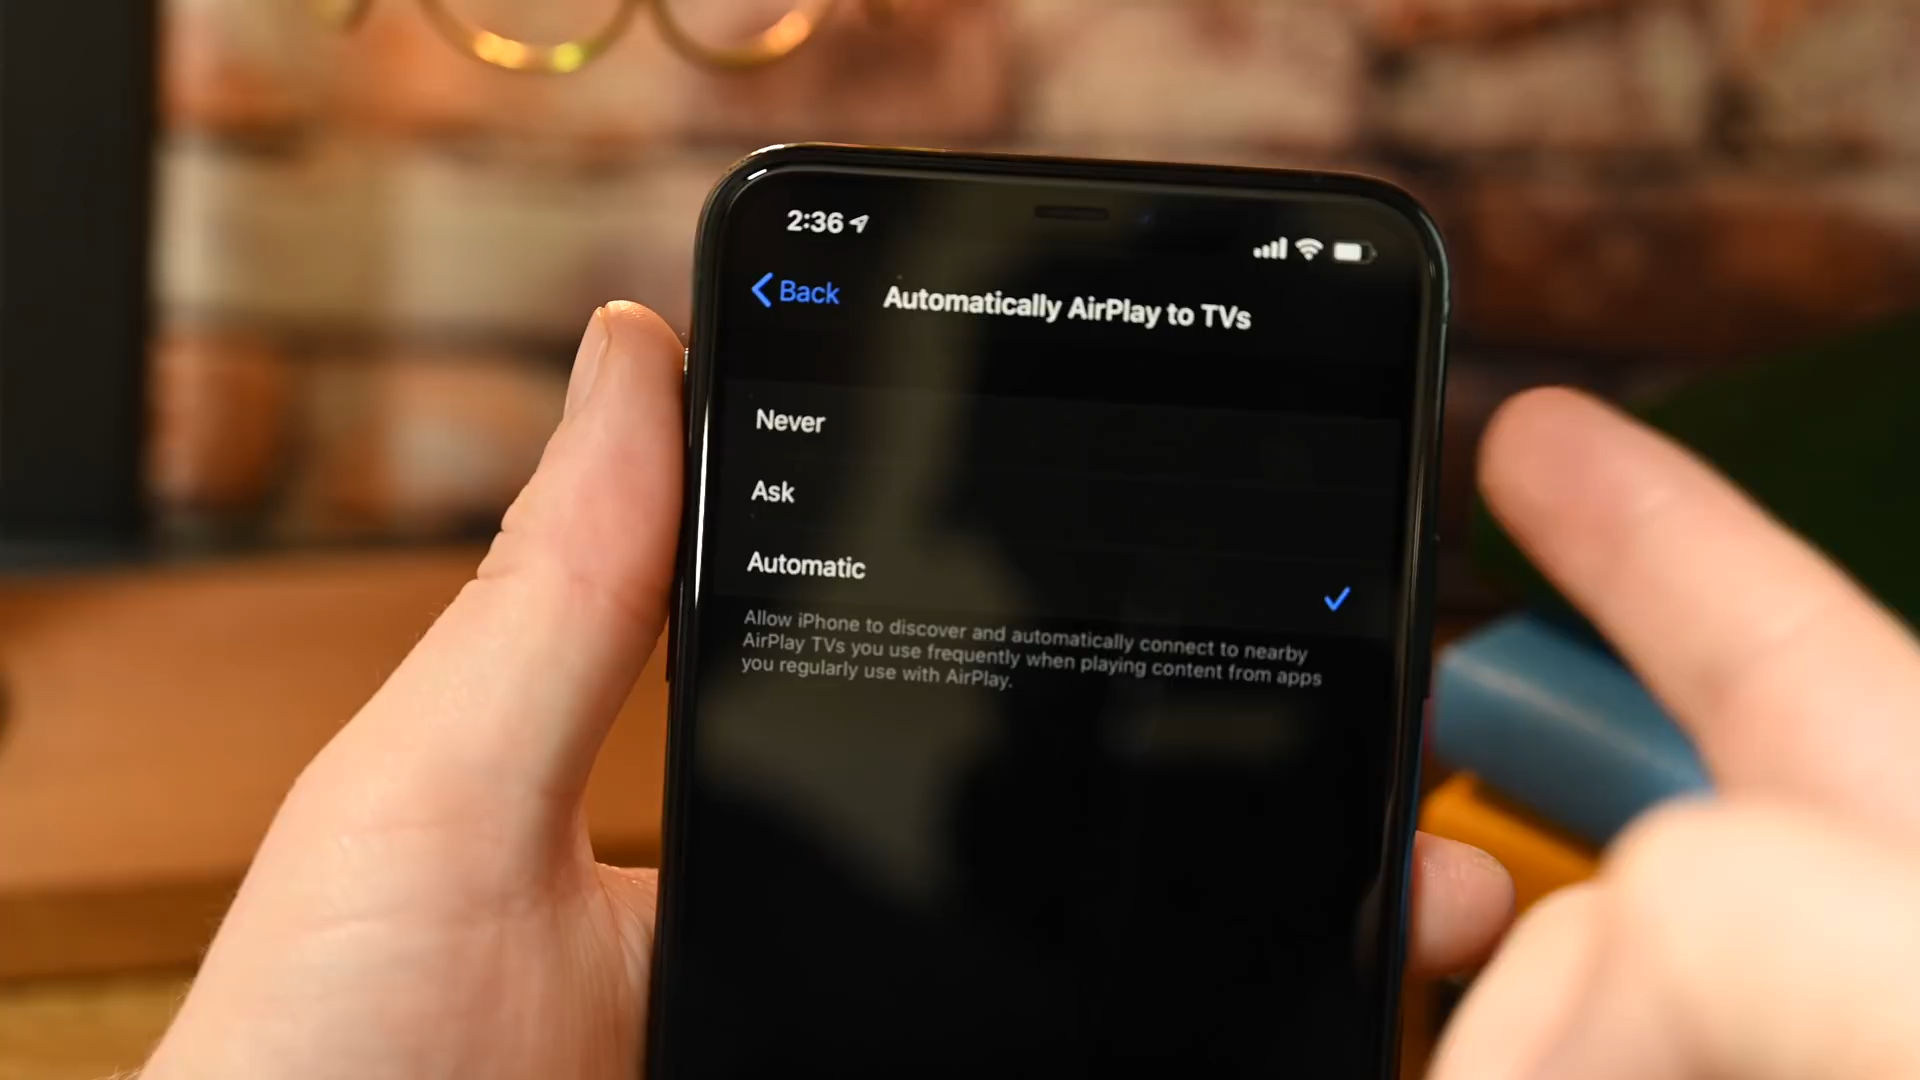 2:36
Back
Automatically AirPlay to TVs
Never
Ask
Automatic
Allow iPhone to discover and automatically connect to nearby
AirPlay TVs you use frequently when playing content from apps
you regularly use with AirPlay.